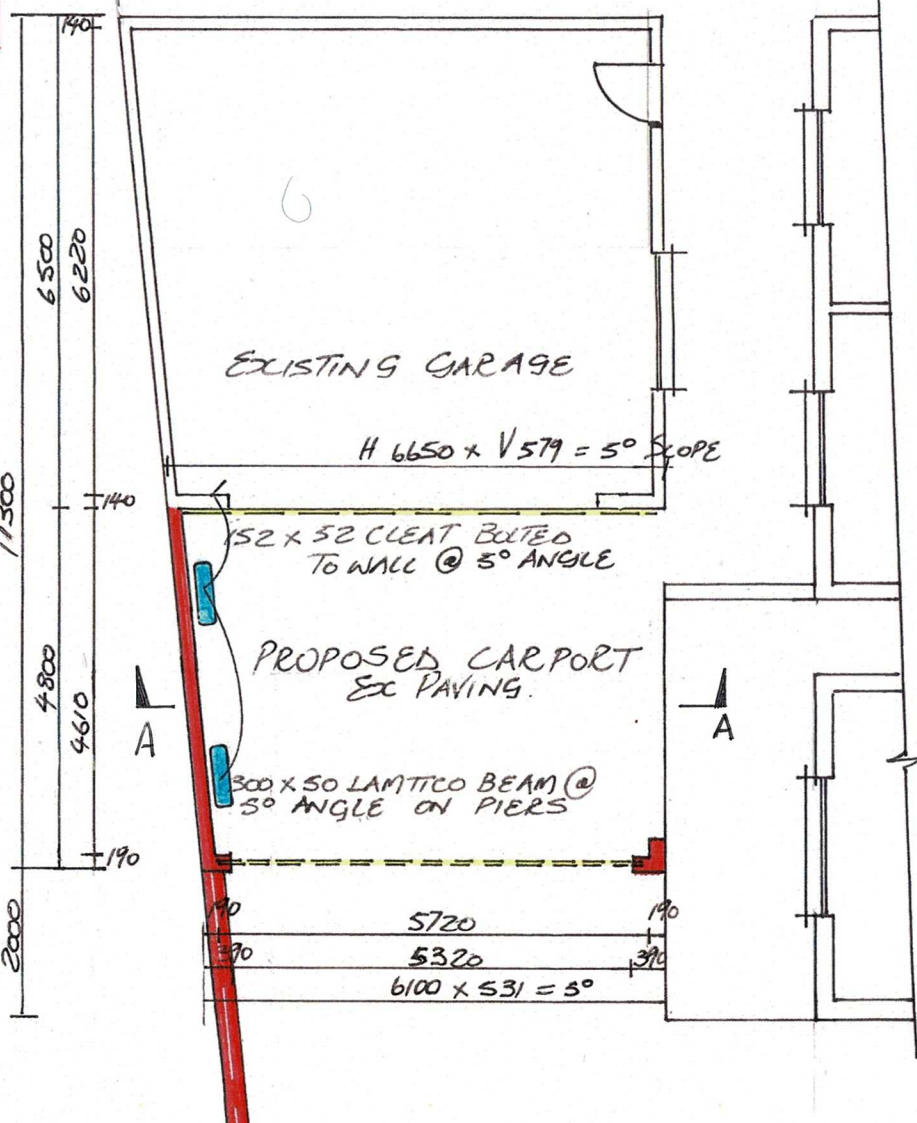 140
6500
6220
EXISTING GARAGE
H 6650 x V 579 = 5° SLOPE
140
11300
152 x 52 CLEAT BOLTED
TO WALL @ 5° ANGLE
PROPOSED CARPORT
EX PAVING.
4800
4610
A
A
300 x 50 LAMTICO BEAM @
5° ANGLE ON PIERS
190
190
5720
190
390
5320
390
2000
6100 x 531 = 5°